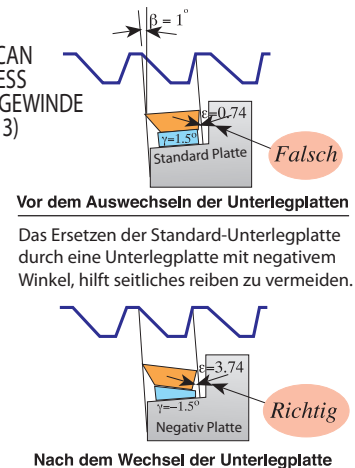 β = 1°
CAN
ESS
GEWINDE
3)
ε=0.74
γ=1.5°
Standard Platte
Falsch
Vor dem Auswechseln der Unterlegplatten
Das Ersetzen der Standard-Unterlegplatte
durch eine Unterlegplatte mit negativem
Winkel, hilft seitliches reiben zu vermeiden.
ε=3.74
γ=-1.5°
Richtig
Negativ Platte
Nach dem Wechsel der Unterlegplatte